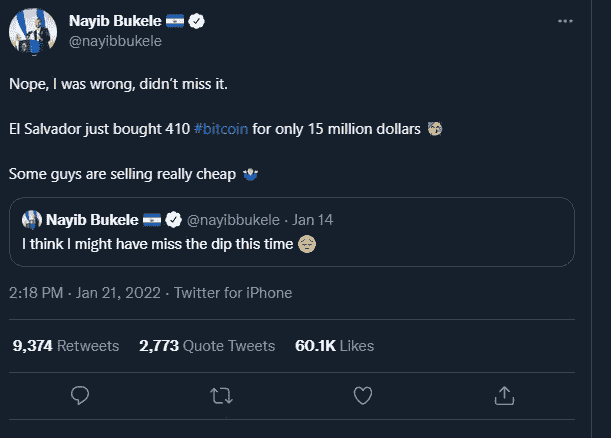 Nayib Bukele 🇸🇻
@nayibbukele
Nope, I was wrong, didn't miss it.
El Salvador just bought 410 #bitcoin for only 15 million dollars 🥳
Some guys are selling really cheap 🤷🏻‍♂️
Nayib Bukele 🇸🇻 @nayibbukele · Jan 14
I think I might have miss the dip this time 😔
2:18 PM · Jan 21, 2022 · Twitter for iPhone
9,374 Retweets 2,773 Quote Tweets 60.1K Likes